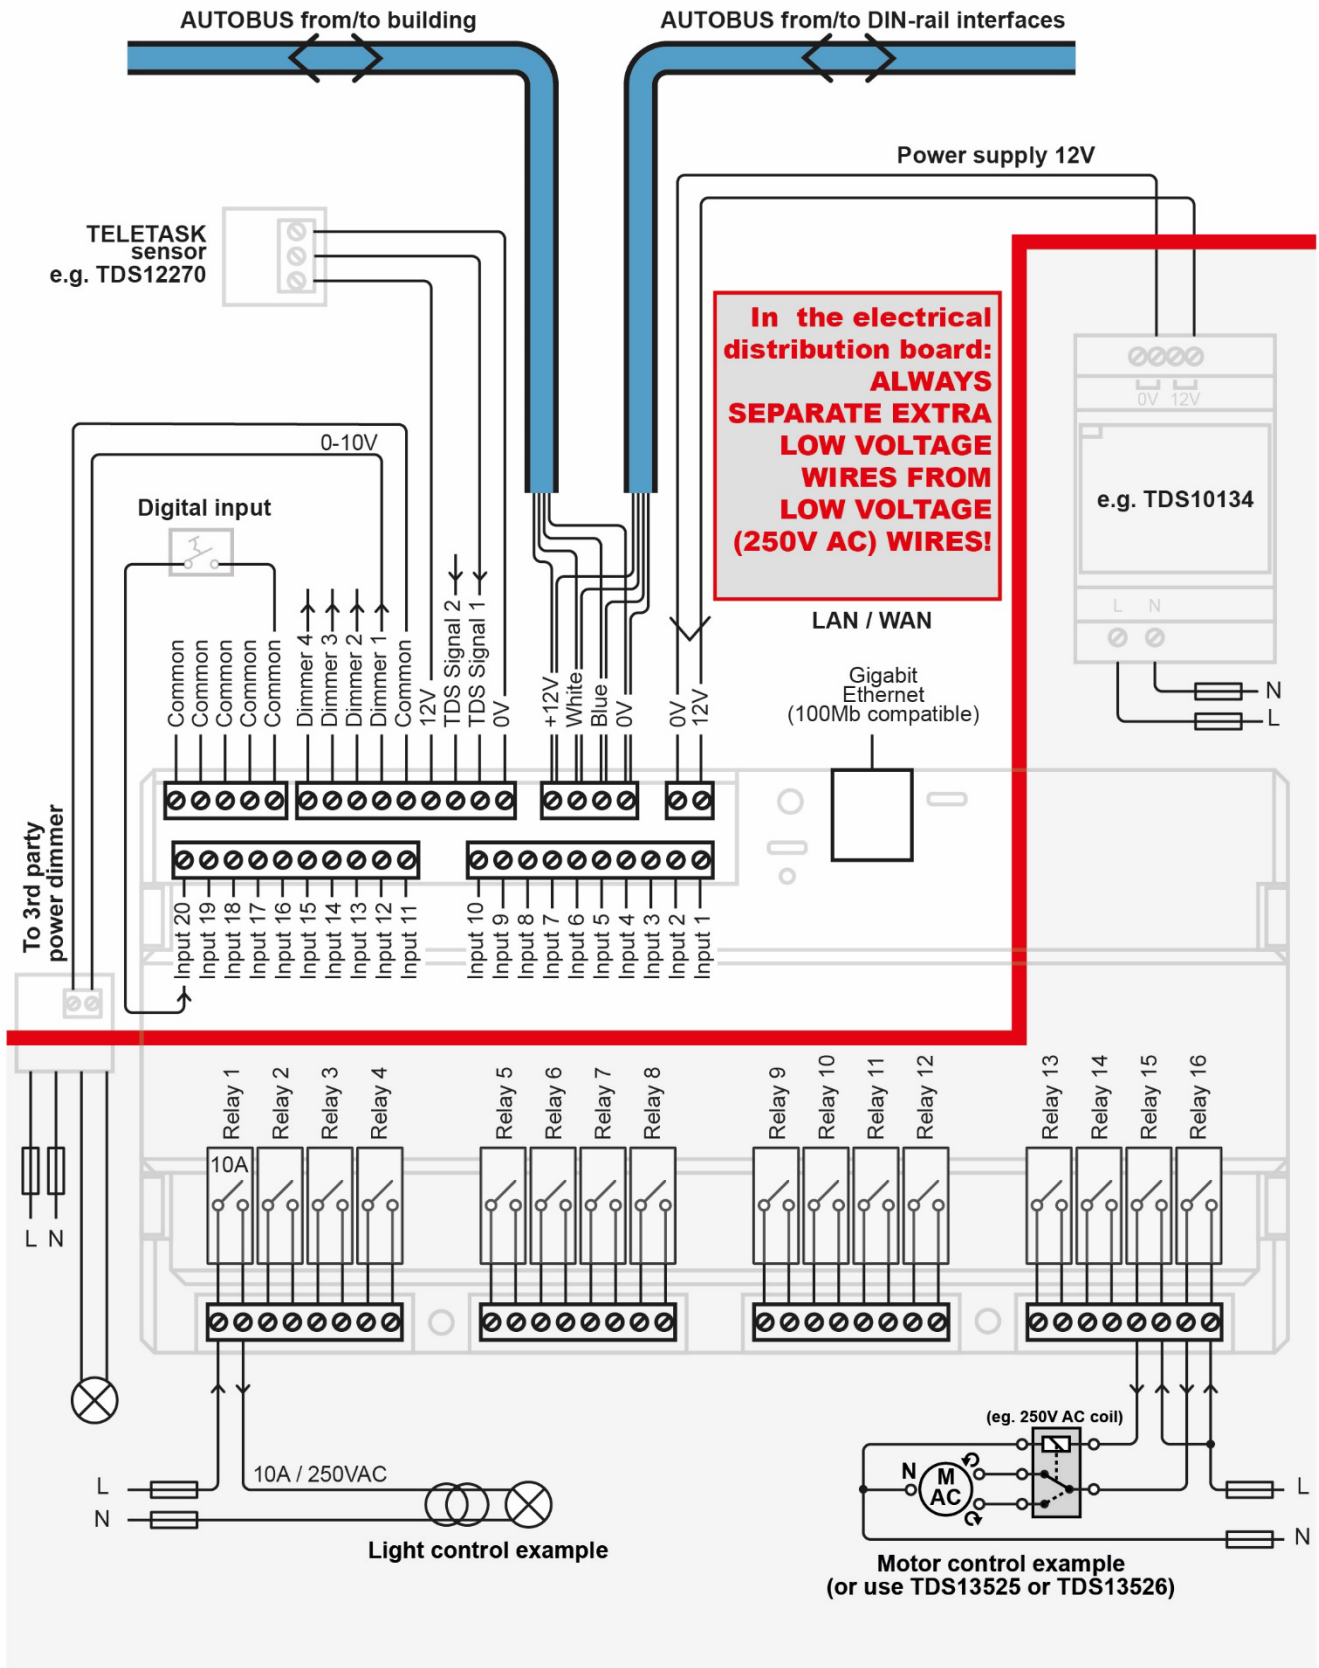 AUTOBUS from/to building
AUTOBUS from/to DIN-rail interfaces
Power supply 12V
TELETASK
sensor
e.g. TDS12270
In the electrical
distribution board:
ALWAYS
SEPARATE EXTRA
LOW VOLTAGE
WIRES FROM
LOW VOLTAGE
(250V AC) WIRES!
0V 12V
e.g. TDS10134
L N
N
L
0-10V
Digital input
LAN / WAN
Gigabit
Ethernet
(100Mb compatible)
Common
Common
Common
Common
Common
Dimmer 4
Dimmer 3
Dimmer 2
Dimmer 1
Common
12V
TDS Signal 2
TDS Signal 1
0V
+12V
White
Blue
0V
0V
12V
To 3rd party
power dimmer
Input 20
Input 19
Input 18
Input 17
Input 16
Input 15
Input 14
Input 13
Input 12
Input 11
Input 10
Input 9
Input 8
Input 7
Input 6
Input 5
Input 4
Input 3
Input 2
Input 1
Relay 1
Relay 2
Relay 3
Relay 4
Relay 5
Relay 6
Relay 7
Relay 8
Relay 9
Relay 10
Relay 11
Relay 12
Relay 13
Relay 14
Relay 15
Relay 16
10A
L N
(eg. 250V AC coil)
L
N
10A / 250VAC
Light control example
N
M
AC
L
N
Motor control example
(or use TDS13525 or TDS13526)